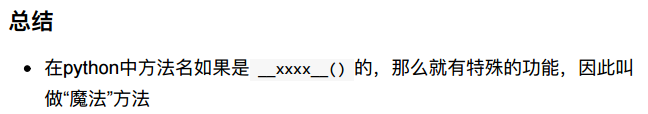 总结
在python中方法名如果是 __xxxx__() 的，那么就有特殊的功能，因此叫
做“魔法”方法